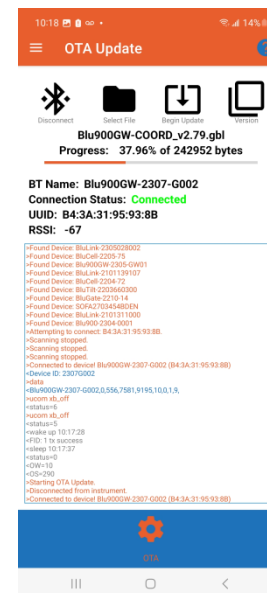 10:18
14%
OTA Update
?
Disconnect Select File Begin Update Version
Blu900GW-COORD_v2.79.gbl
Progress: 37.96% of 242952 bytes
BT Name: Blu900GW-2307-G002
Connection Status: Connected
UUID: B4:3A:31:95:93:8B
RSSI: -67
>Found Device: BluLink-2305028002
>Found Device: BluCell-2205-75
>Found Device: Blu900GW-2305-GW01
>Found Device: BluLink-2101139107
>Found Device: BluCell-2204-72
>Found Device: BluTilt-2203660300
>Found Device: BluGate-2210-14
>Found Device: SOFA2703454BDEN
>Found Device: BluLink-2101311000
>Found Device: Blu900-2304-0001
>Attempting to connect: B4:3A:31:95:93:8B.
>Scanning stopped.
>Scanning stopped.
>Scanning stopped.
>Connected to device! Blu900GW-2307-G002 (B4:3A:31:95:93:8B)
<Device ID: 2307G002
>data
<Blu900GW-2307-G002,0,556,7581,9195,10,0,1,9,
>ucom xb_off
<status=6
>ucom xb_off
<status=5
<wake up 10:17:28
<FID: 1 tx success
<sleep 10:17:37
<status=0
<OW=10
<OS=290
>Starting OTA Update.
>Disconnected from instrument.
>Connected to device! Blu900GW-2307-G002 (B4:3A:31:95:93:8B)
OTA